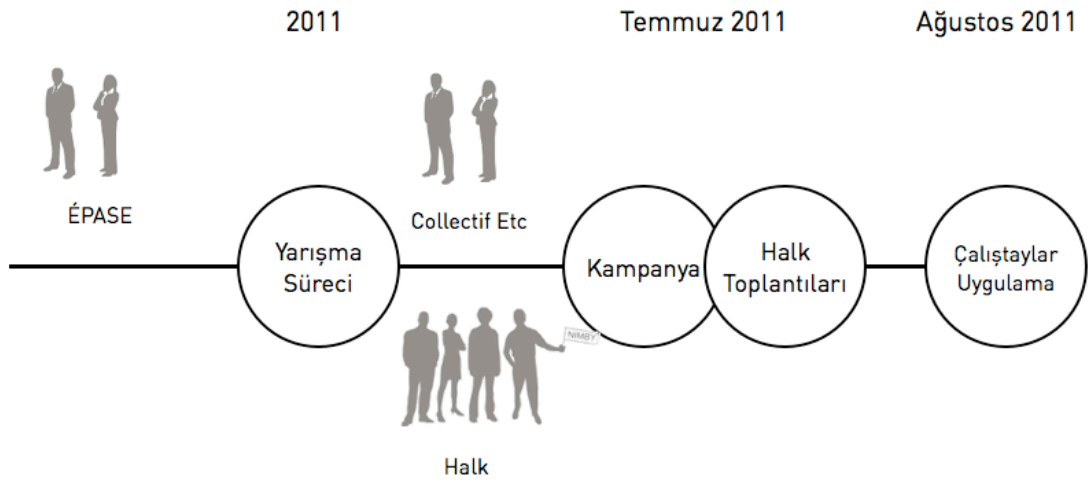 2011
Temmuz 2011
Ağustos 2011
ÉPASE
Collectif Etc
Yarışma
Süreci
Kampanya
Halk
Toplantıları
Çalıştaylar
Uygulama
NIMBY
Halk